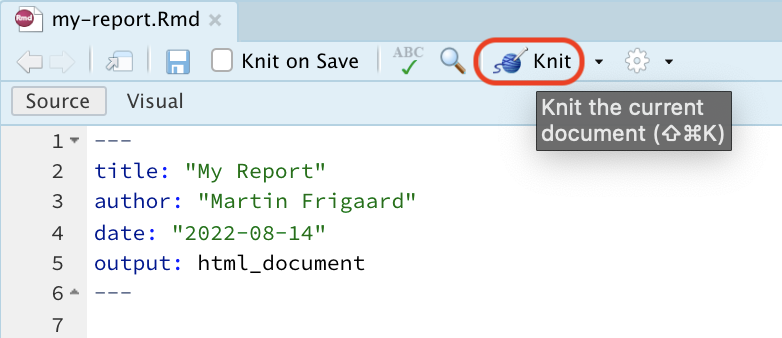 Rmd my-report.Rmd ×
Knit on Save ABC Knit
Source Visual
Knit the current
document (⇧⌘K)
1 ---
2 title: "My Report"
3 author: "Martin Frigaard"
4 date: "2022-08-14"
5 output: html_document
6 ---
7